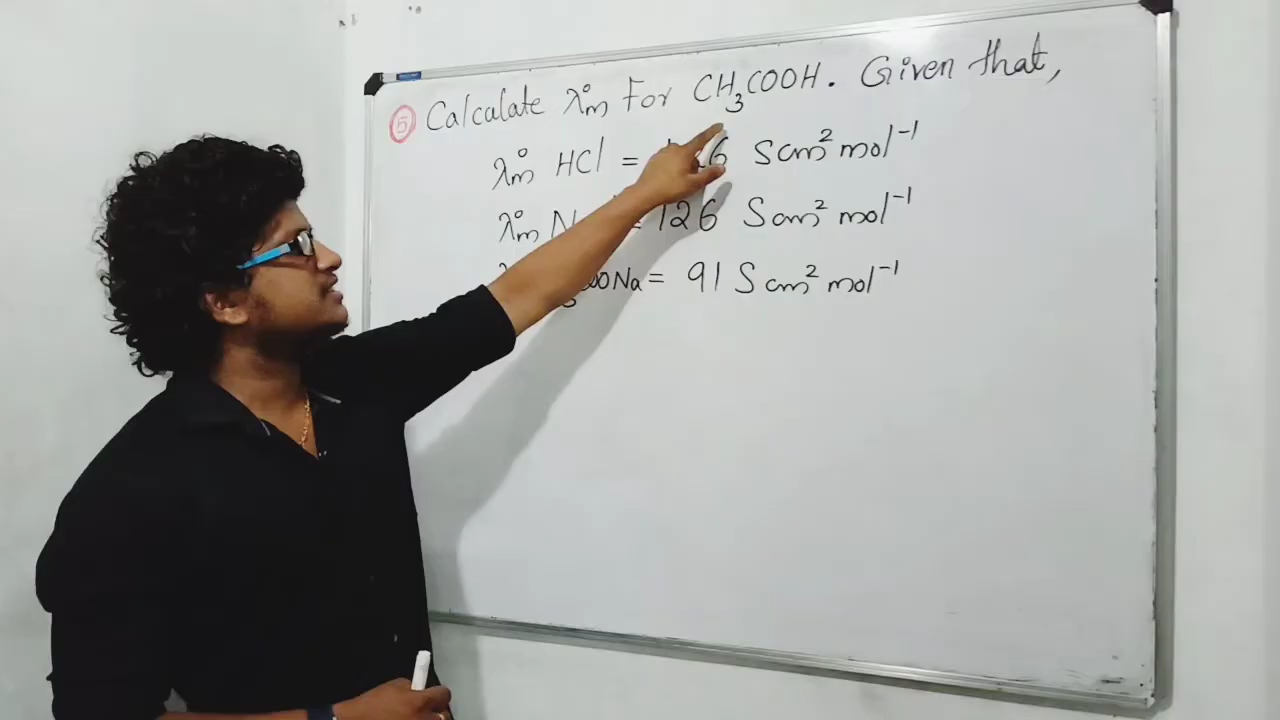 5 Calculate λ°m For CH₃COOH. Given that,
λ°m HCl = 6 Scm² mol⁻¹
λ°m N = 126 Scm² mol⁻¹
OONa = 91 S cm² mol⁻¹